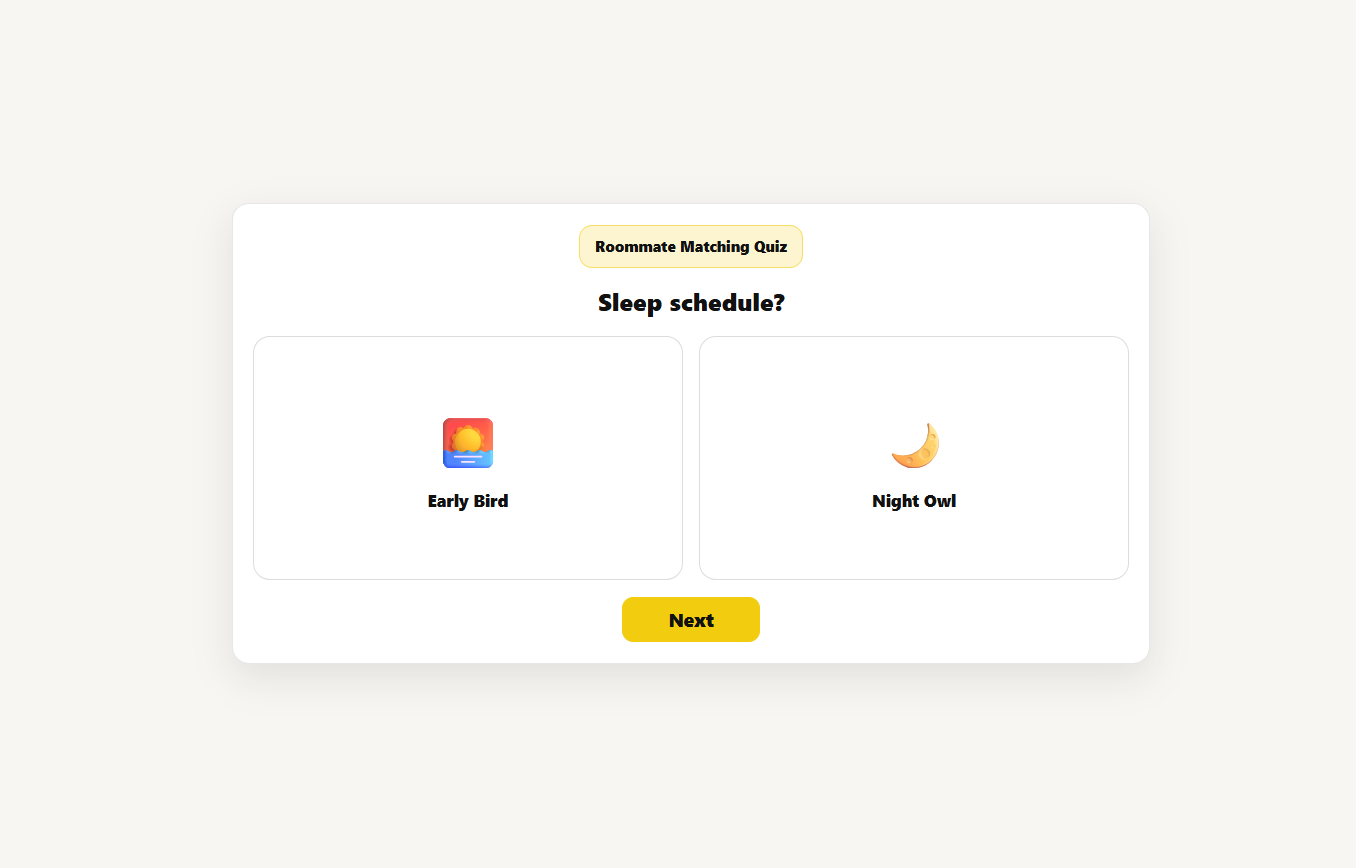 Roommate Matching Quiz
Sleep schedule?
Early Bird
Night Owl
Next